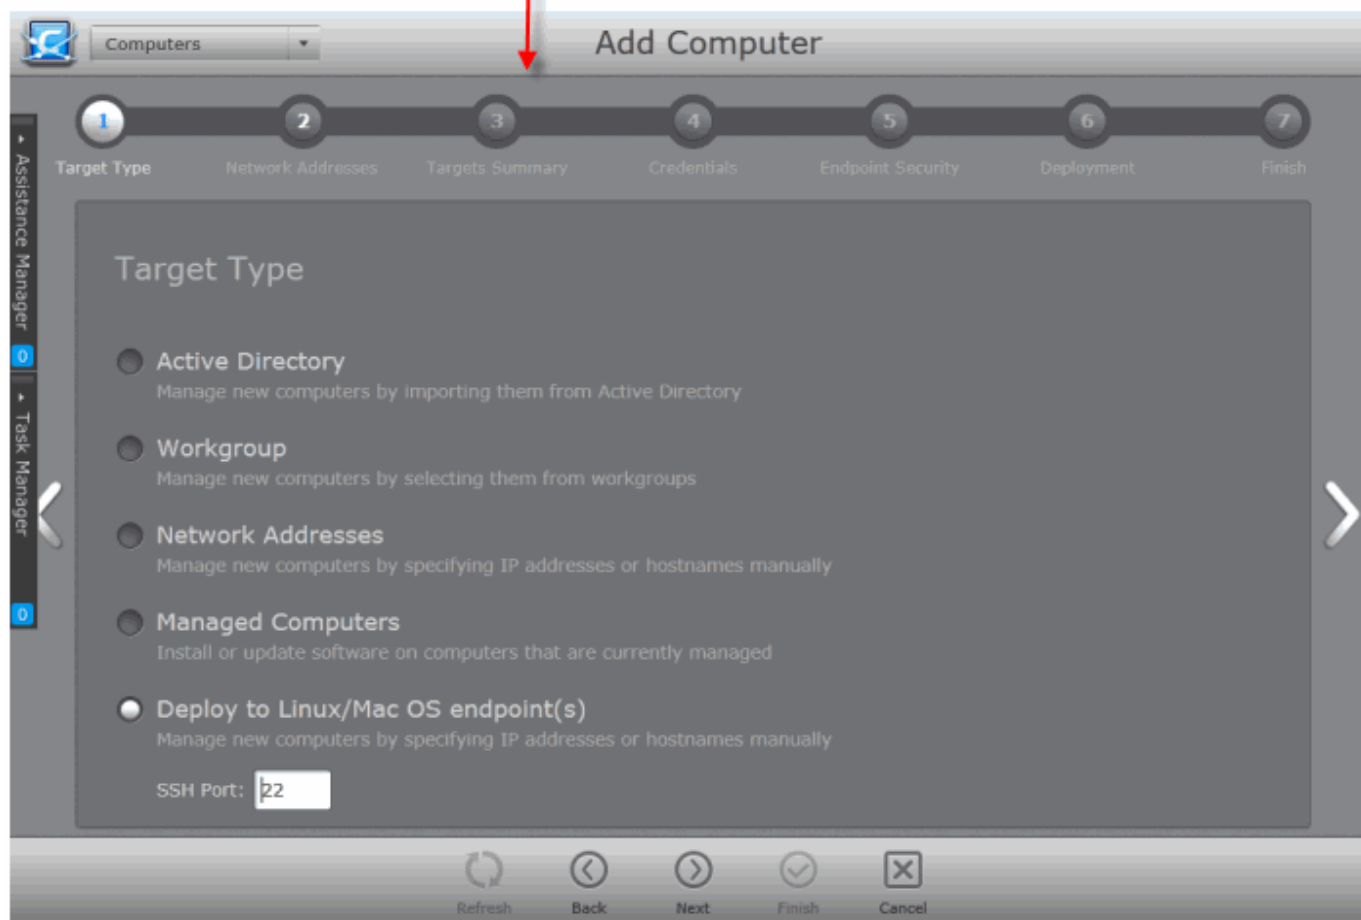 Computers
Add Computer
1 2 3 4 5 6 7
Target Type Network Addresses Targets Summary Credentials Endpoint Security Deployment Finish
Assistance Manager
0
Task Manager
0
Target Type
Active Directory
Manage new computers by importing them from Active Directory
Workgroup
Manage new computers by selecting them from workgroups
Network Addresses
Manage new computers by specifying IP addresses or hostnames manually
Managed Computers
Install or update software on computers that are currently managed
Deploy to Linux/Mac OS endpoint(s)
Manage new computers by specifying IP addresses or hostnames manually
SSH Port: 22
Refresh Back Next Finish Cancel